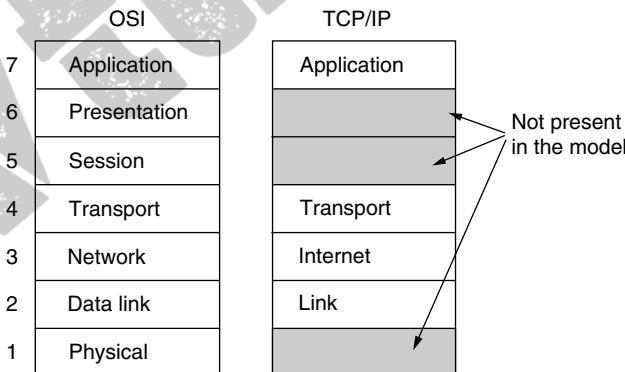 OSI TCP/IP
7 Application Application
6 Presentation
5 Session
Not present
in the model
4 Transport Transport
3 Network Internet
2 Data link Link
1 Physical